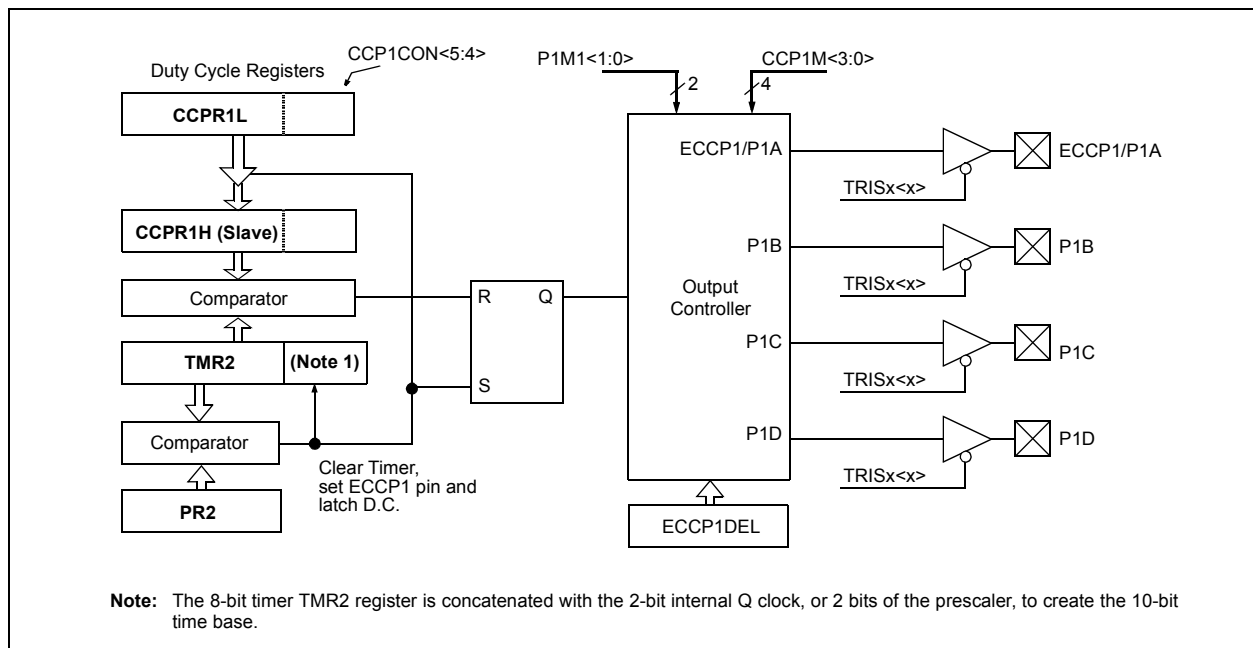 CCP1CON<5:4>
Duty Cycle Registers
CCPR1L
CCPR1H (Slave)
Comparator
TMR2
(Note 1)
Comparator
PR2
Clear Timer,
set ECCP1 pin and
latch D.C.
R
Q
S
P1M1<1:0>
2
CCP1M<3:0>
4
Output
Controller
ECCP1/P1A
P1B
P1C
P1D
ECCP1DEL
TRISx<x>
ECCP1/P1A
TRISx<x>
P1B
TRISx<x>
P1C
TRISx<x>
P1D
Note: The 8-bit timer TMR2 register is concatenated with the 2-bit internal Q clock, or 2 bits of the prescaler, to create the 10-bit
time base.